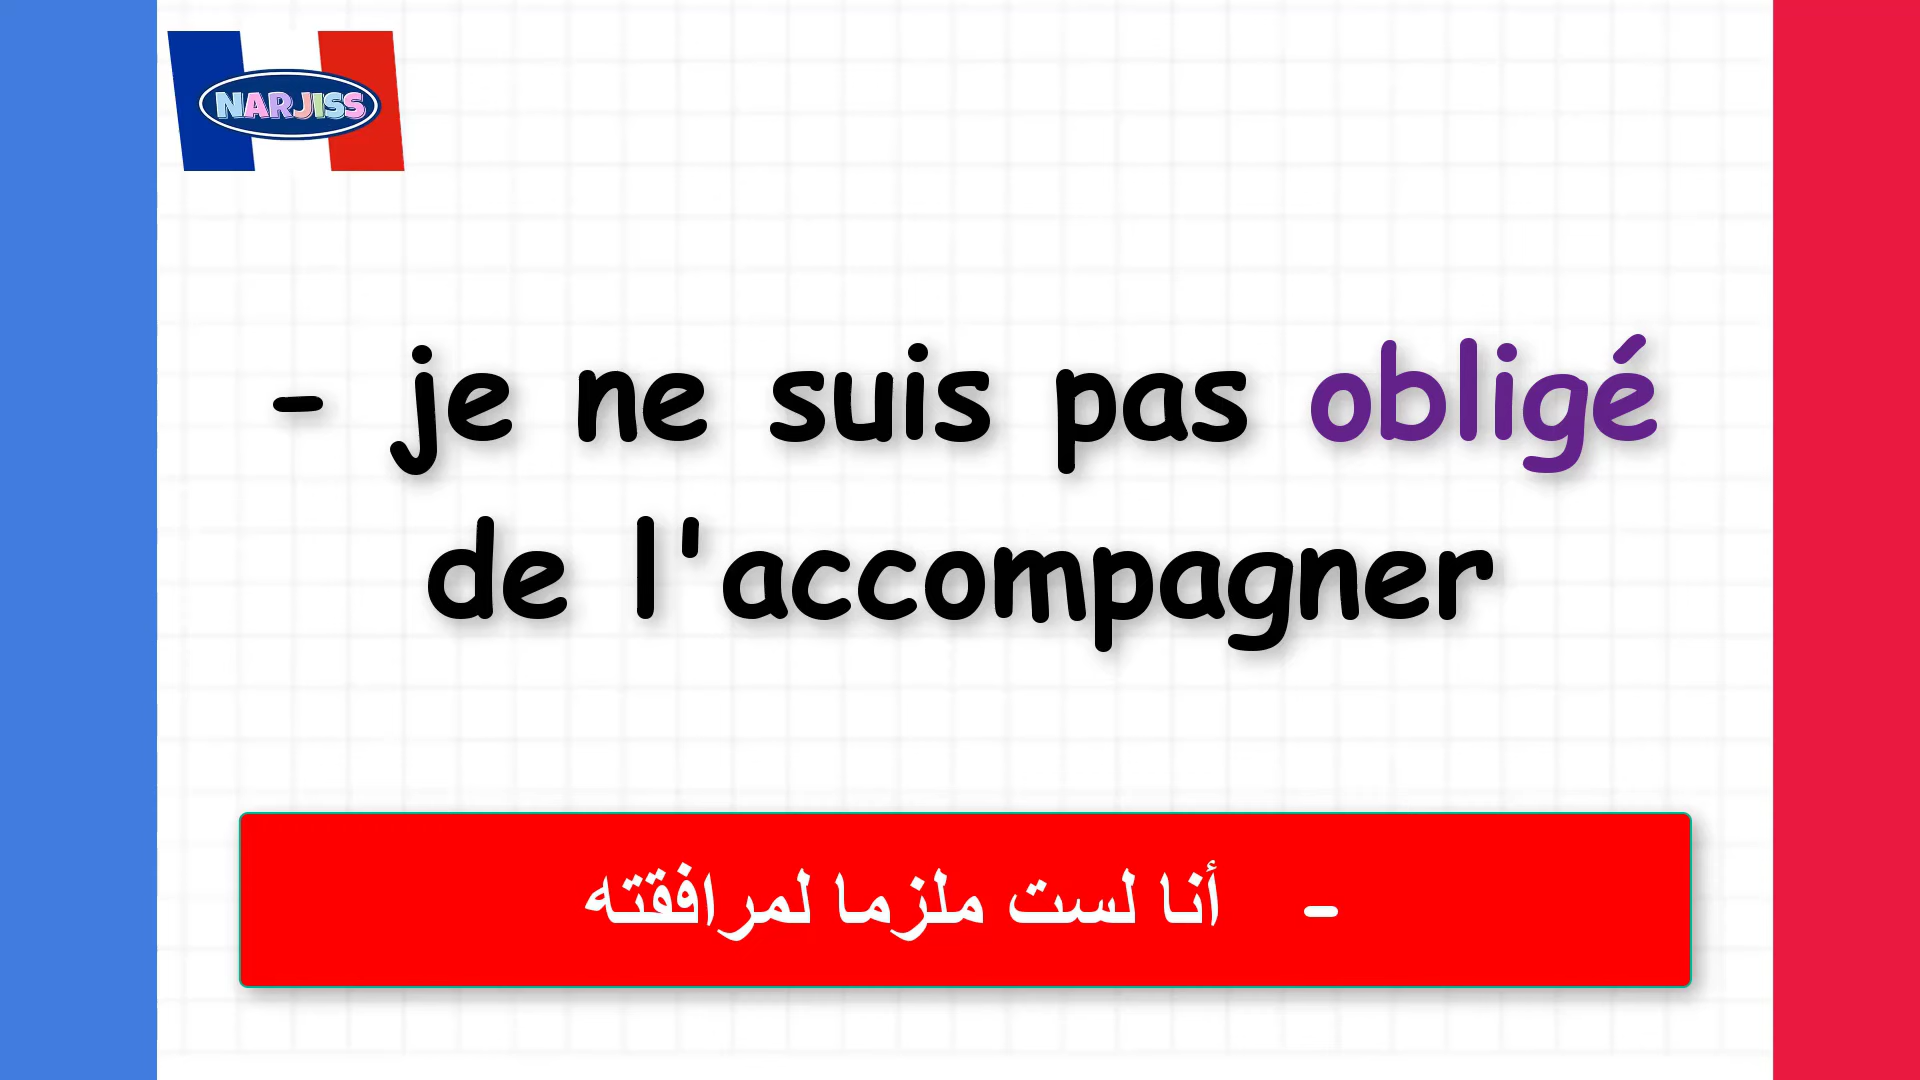 NARJISS
- je ne suis pas obligé
de l'accompagner
- أنا لست ملزما لمرافقته